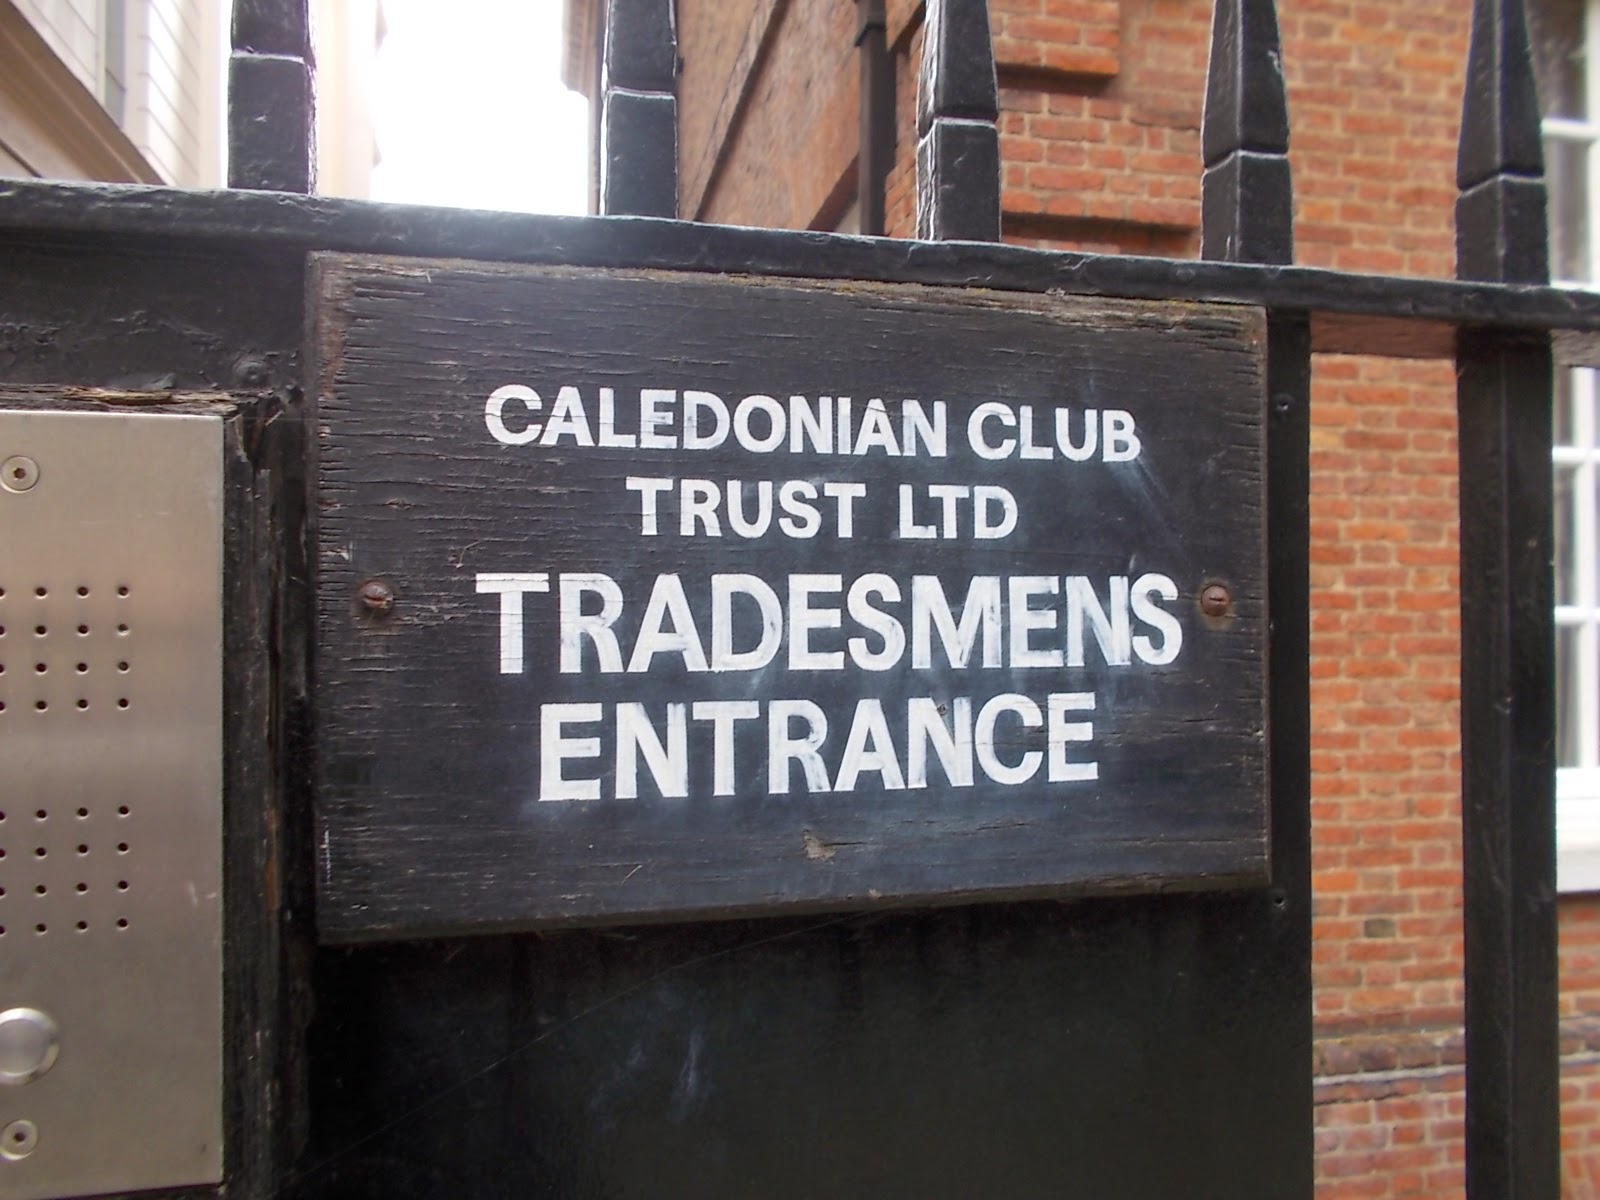 CALEDONIAN CLUB
TRUST LTD
TRADESMENS
ENTRANCE